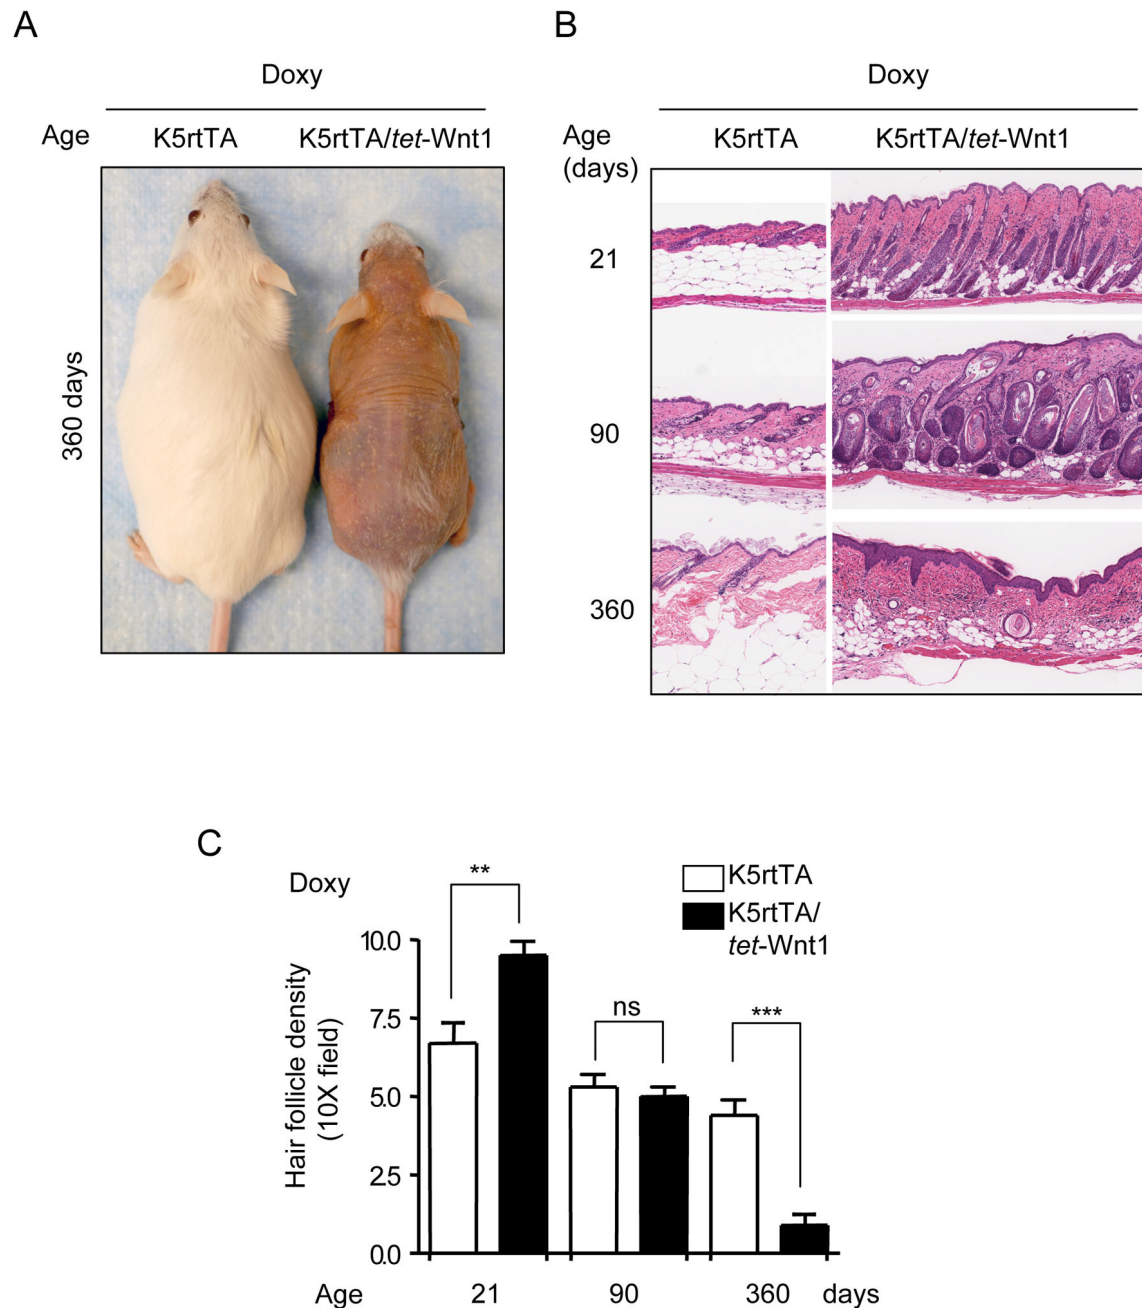 A
Doxy
Age K5rtTA K5rtTA/tet-Wnt1
360 days
B
Doxy
Age
(days)
K5rtTA K5rtTA/tet-Wnt1
21
90
360
C
Doxy
K5rtTA
K5rtTA/
tet-Wnt1
** 
ns
***
Hair follicle density
(10X field)
10.0
7.5
5.0
2.5
0.0
Age 21 90 360 days